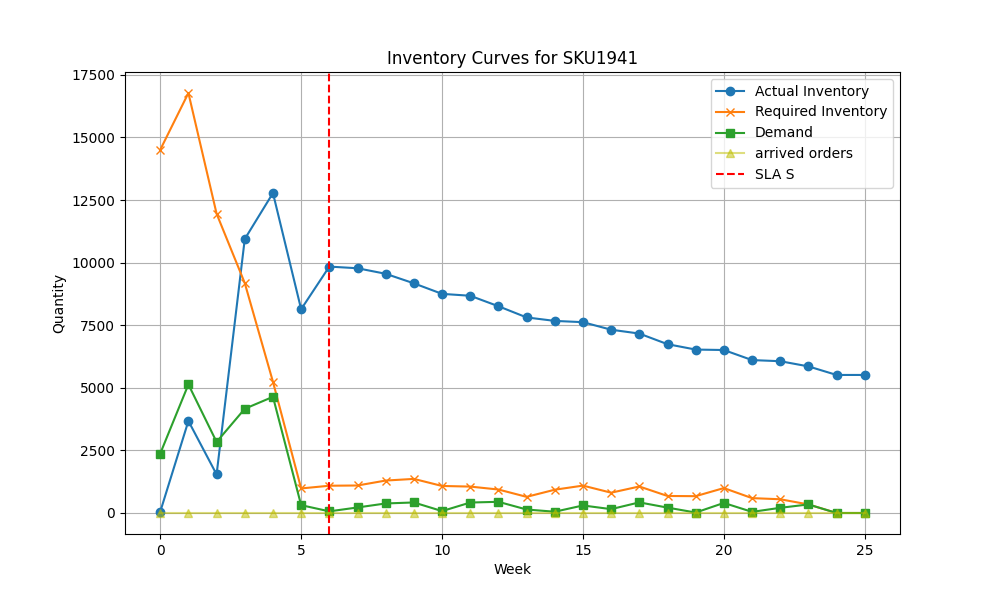 Inventory Curves for SKU1941
Quantity
17500
15000
12500
10000
7500
5000
2500
0
Actual Inventory
Required Inventory
Demand
arrived orders
SLA S
0 5 10 15 20 25
Week